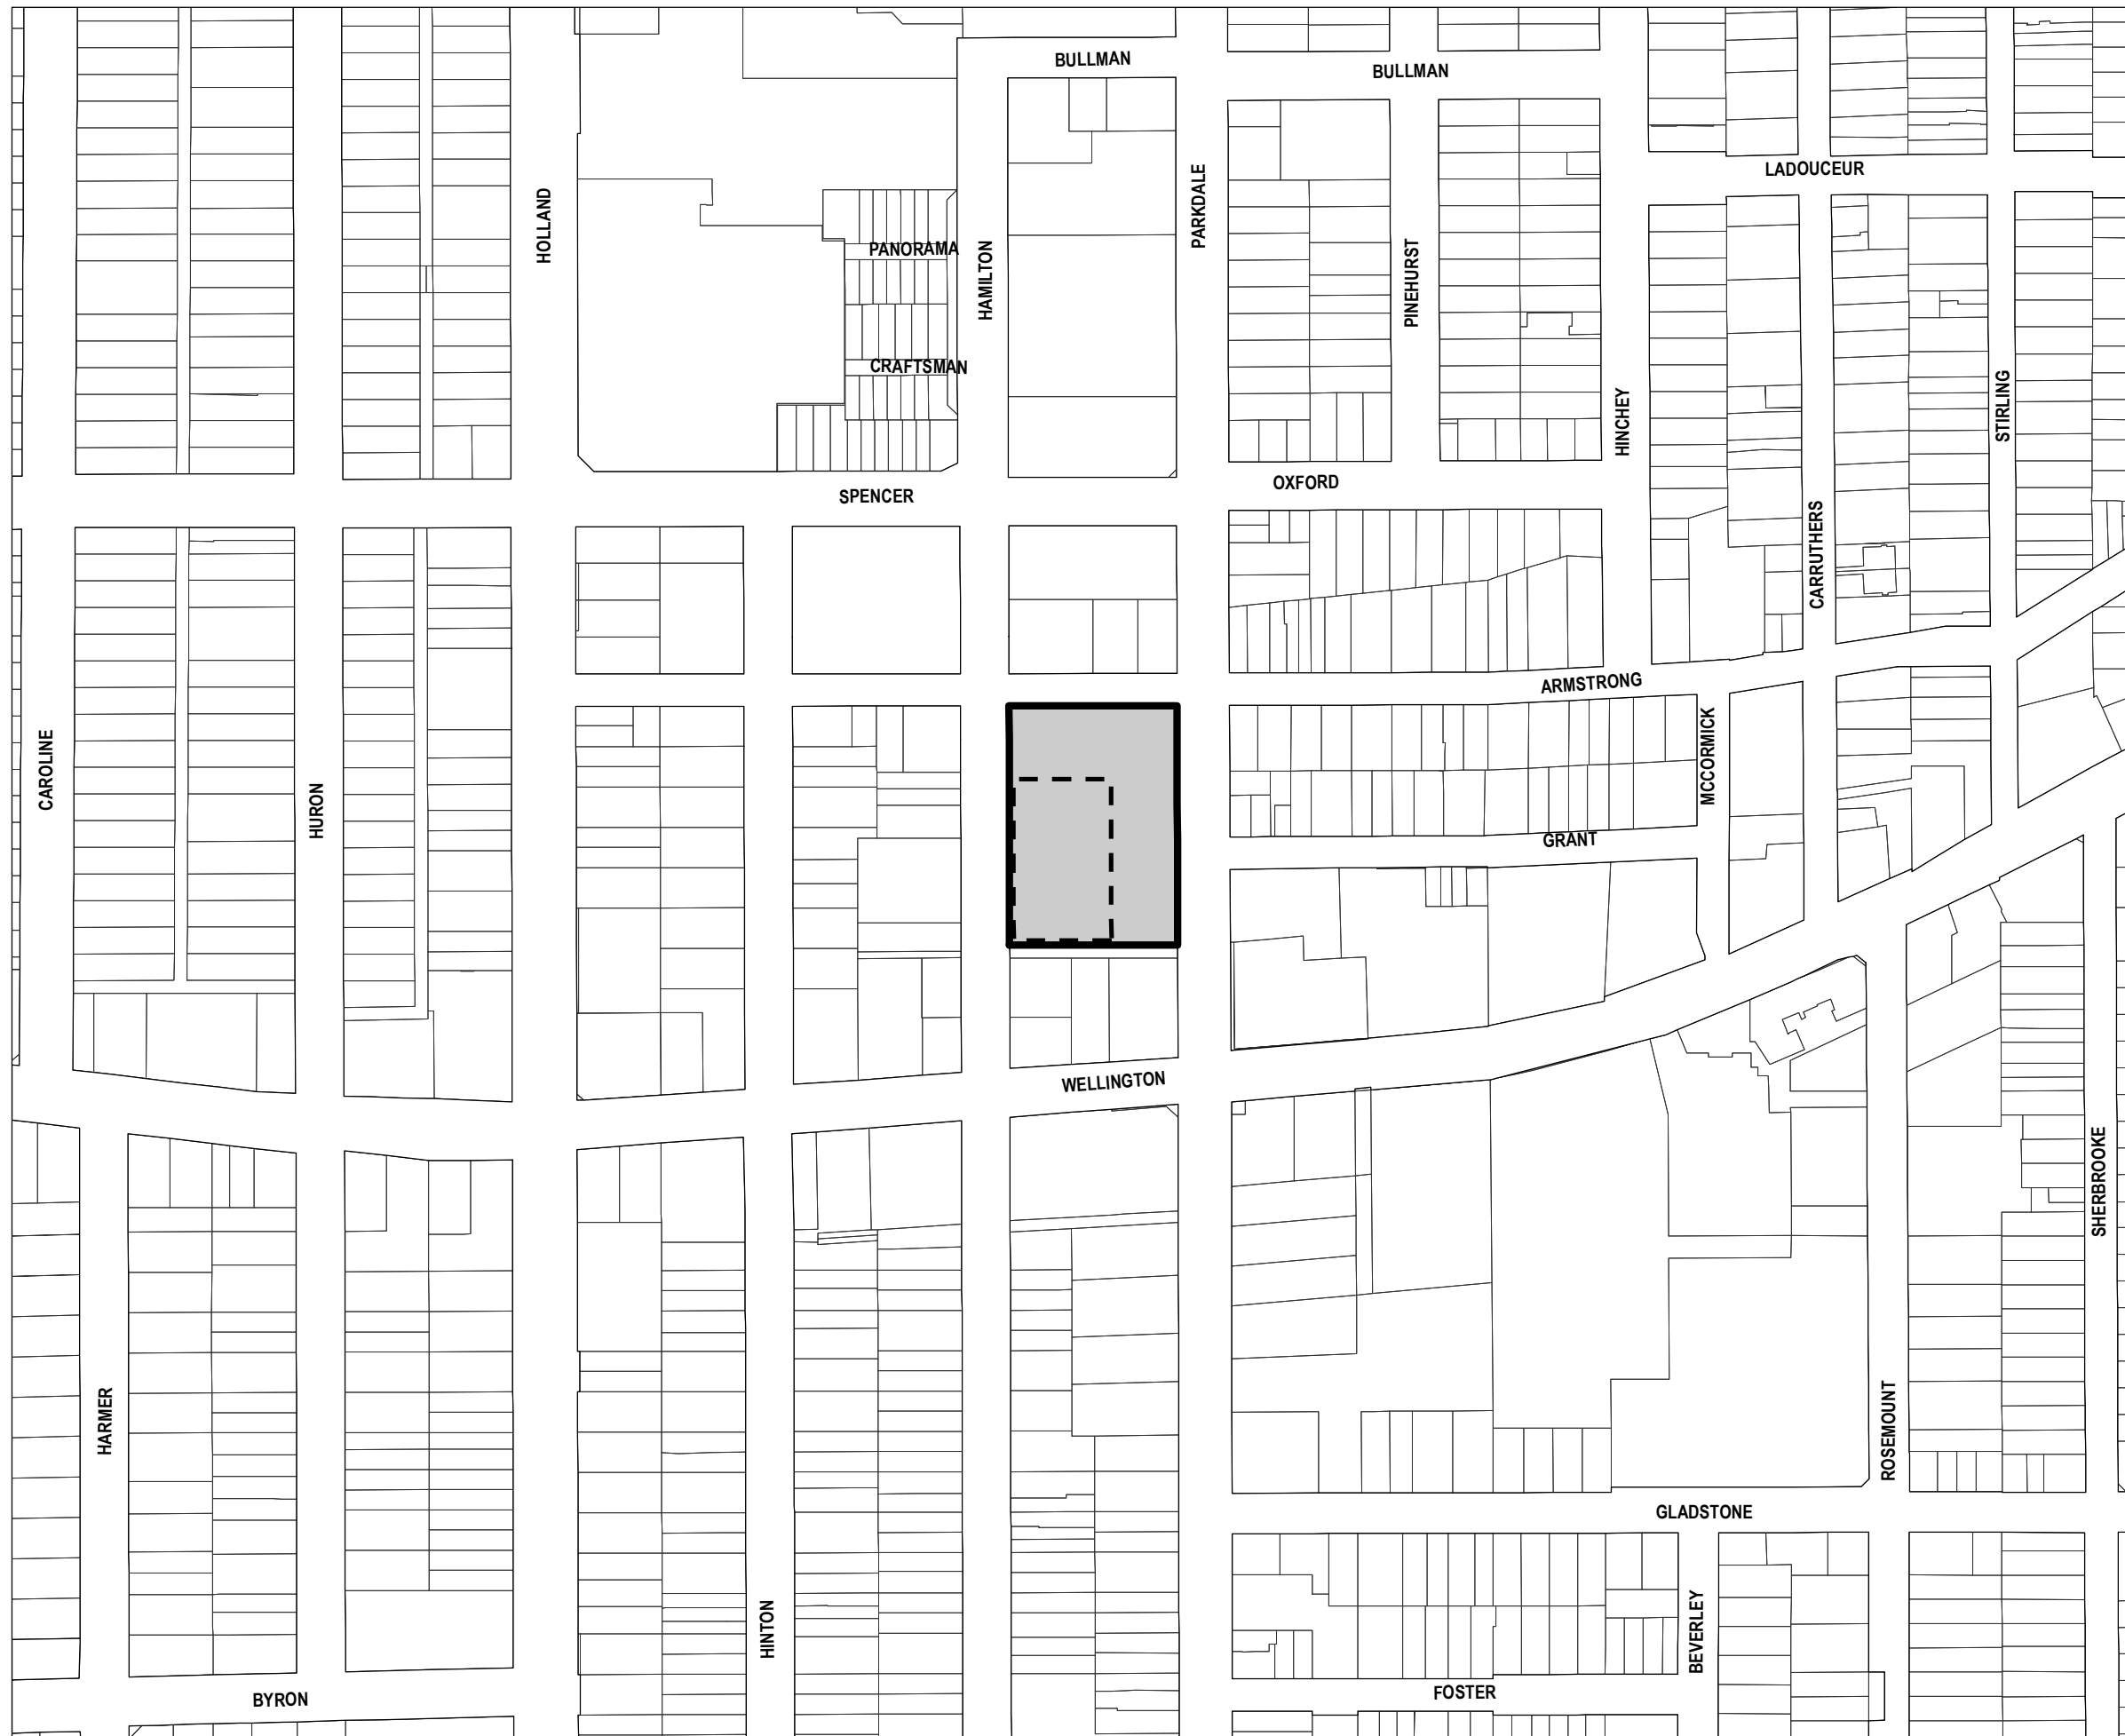 BULLMAN
BULLMAN
LADOUCEUR
HOLLAND
PARKDALE
PANORAMA
HAMILTON
PINEHURST
CRAFTSMAN
HINCHEY
STIRLING
OXFORD
SPENCER
CARRUTHERS
ARMSTRONG
CAROLINE
MCCORMICK
HURON
GRANT
WELLINGTON
SHERBROOKE
HARMER
ROSEMOUNT
GLADSTONE
HINTON
BEVERLEY
BYRON
FOSTER